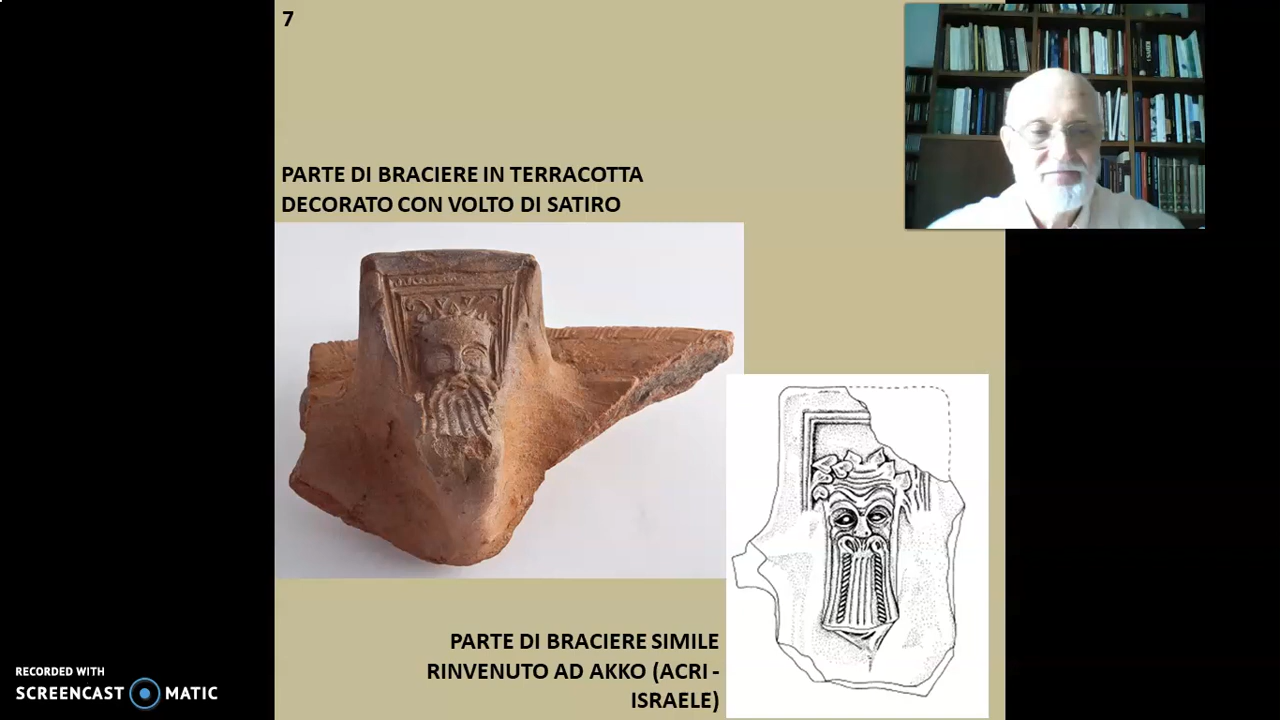 7
PARTE DI BRACIERE IN TERRACOTTA
DECORATO CON VOLTO DI SATIRO
PARTE DI BRACIERE SIMILE
RINVENUTO AD AKKO (ACRI -
ISRAELE)
RECORDED WITH
SCREENCAST MATIC